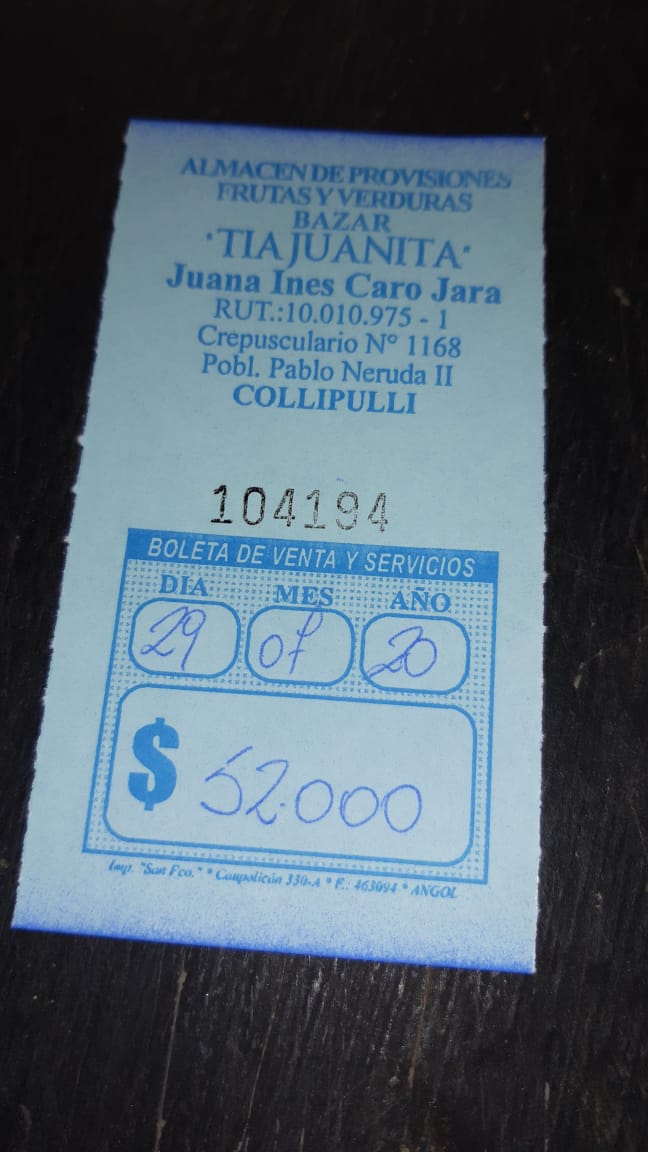 ALMACEN DE PROVISIONES
FRUTAS Y VERDURAS
BAZAR
"TIA JUANITA"
Juana Ines Caro Jara
RUT.:10.010.975 - 1
Crepusculario N° 1168
Pobl. Pablo Neruda II
COLLIPULLI
104194
BOLETA DE VENTA Y SERVICIOS
DIA MES AÑO
29 07 20
$ 52.000
Imp. "San Fco." * Caupolicán 330-A * F.: 463094 * ANGOL